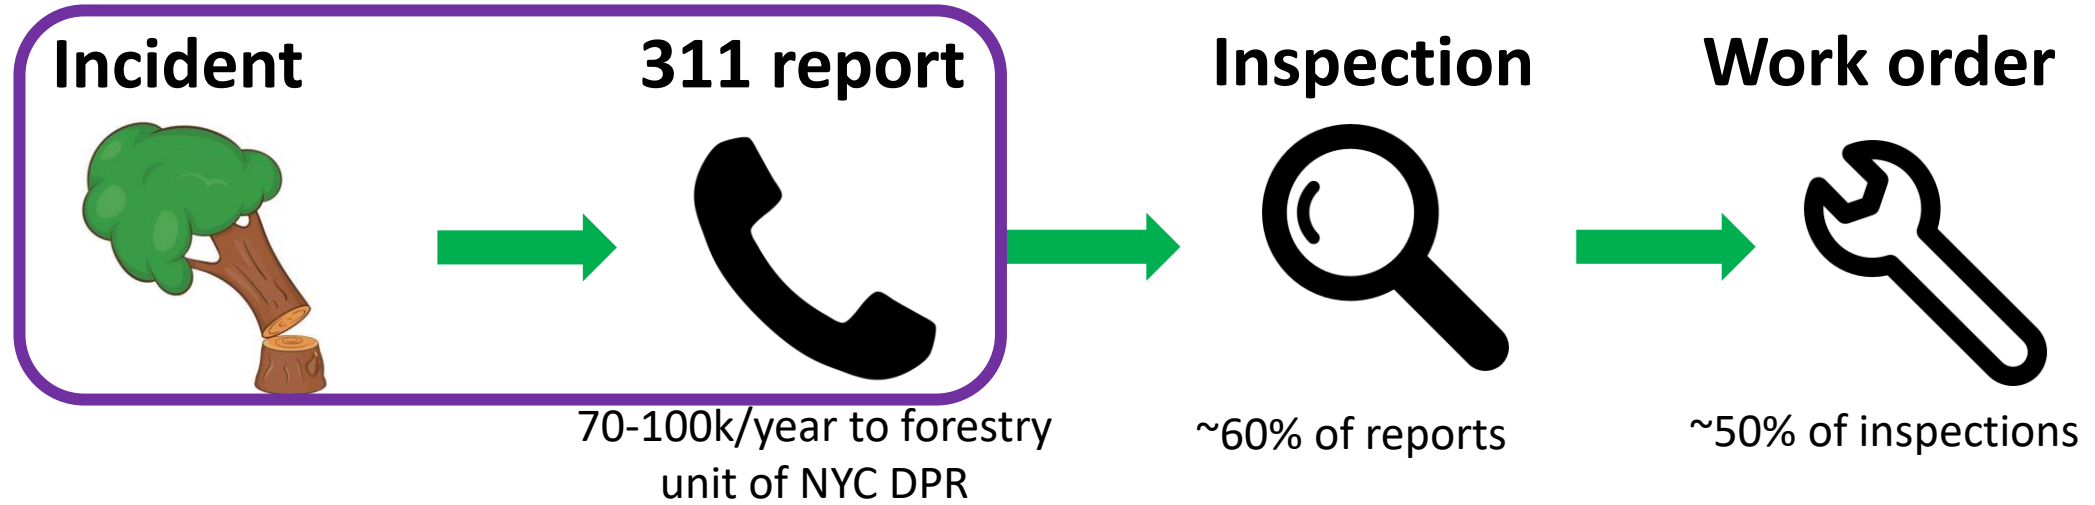 Incident
311 report
Inspection
Work order
70-100k/year to forestry
unit of NYC DPR
~60% of reports
~50% of inspections